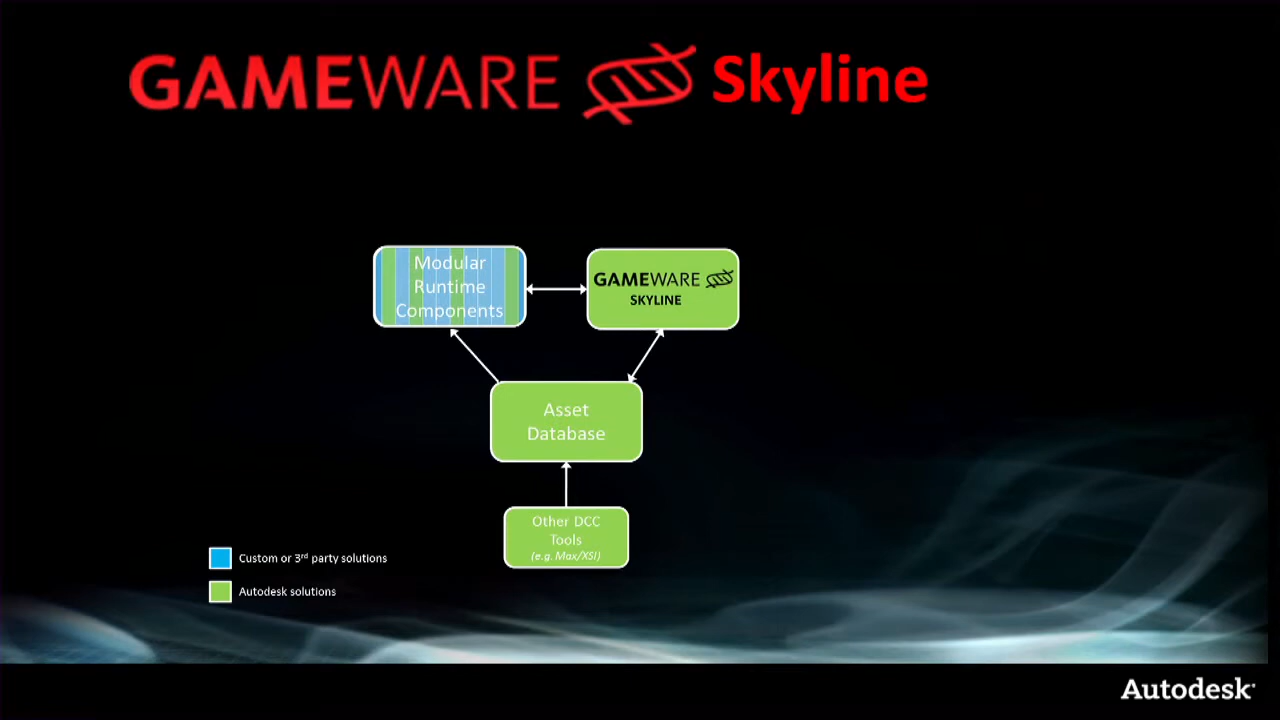 GAMEWARE Skyline
Modular
Runtime
Components
GAMEWARE
SKYLINE
Asset
Database
Other DCC
Tools
(e.g. Max/XSI)
Custom or 3rd party solutions
Autodesk solutions
Autodesk